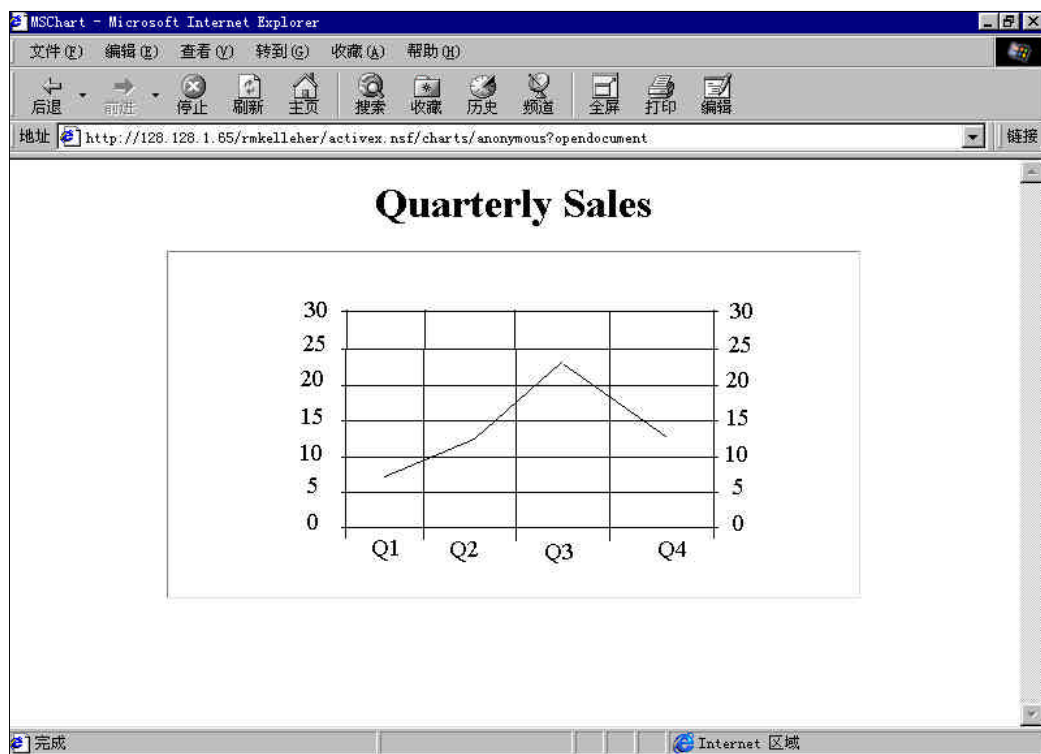 MSChart - Microsoft Internet Explorer
文件(F) 编辑(E) 查看(V) 转到(G) 收藏(A) 帮助(H)
后退 前进 停止 刷新 主页 搜索 收藏 历史 频道 全屏 打印 编辑
地址 http://128.128.1.65/rmkelleher/activex.nsf/charts/anonymous?opendocument 链接
Quarterly Sales
30 30
25 25
20 20
15 15
10 10
5 5
0 0
Q1 Q2 Q3 Q4
完成 Internet 区域